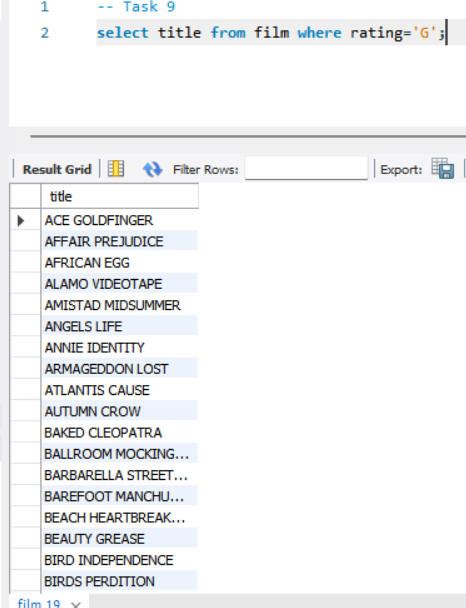 1 -- Task 9
2 select title from film where rating='G';
Result Grid Filter Rows: Export:
title
ACE GOLDFINGER
AFFAIR PREJUDICE
AFRICAN EGG
ALAMO VIDEOTAPE
AMISTAD MIDSUMMER
ANGELS LIFE
ANNIE IDENTITY
ARMAGEDDON LOST
ATLANTIS CAUSE
AUTUMN CROW
BAKED CLEOPATRA
BALLROOM MOCKING...
BARBARELLA STREET...
BAREFOOT MANCHU...
BEACH HEARTBREAK...
BEAUTY GREASE
BIRD INDEPENDENCE
BIRDS PERDITION
film 19